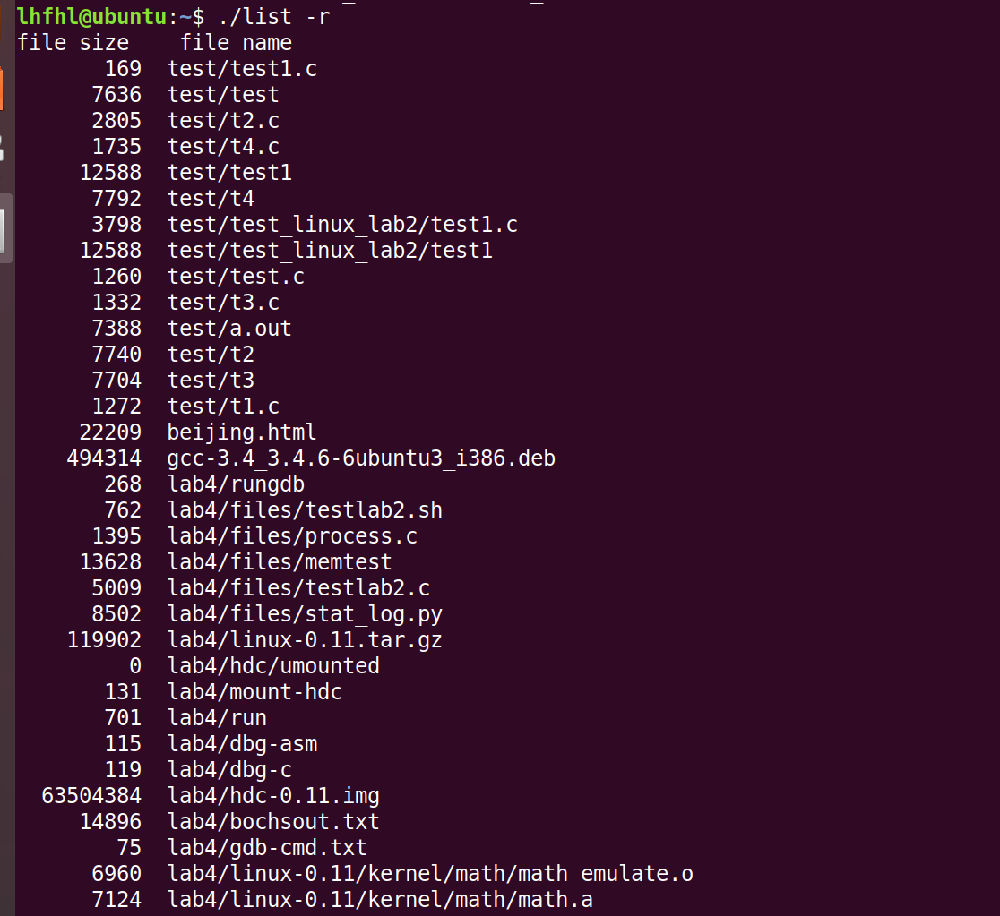 lhfhl@ubuntu:~$ ./list -r
file size    file name
       169  test/test1.c
      7636  test/test
      2805  test/t2.c
      1735  test/t4.c
     12588  test/test1
      7792  test/t4
      3798  test/test_linux_lab2/test1.c
     12588  test/test_linux_lab2/test1
      1260  test/test.c
      1332  test/t3.c
      7388  test/a.out
      7740  test/t2
      7704  test/t3
      1272  test/t1.c
     22209  beijing.html
    494314  gcc-3.4_3.4.6-6ubuntu3_i386.deb
       268  lab4/rungdb
       762  lab4/files/testlab2.sh
      1395  lab4/files/process.c
     13628  lab4/files/memtest
      5009  lab4/files/testlab2.c
      8502  lab4/files/stat_log.py
    119902  lab4/linux-0.11.tar.gz
         0  lab4/hdc/umounted
       131  lab4/mount-hdc
       701  lab4/run
       115  lab4/dbg-asm
       119  lab4/dbg-c
  63504384  lab4/hdc-0.11.img
     14896  lab4/bochsout.txt
        75  lab4/gdb-cmd.txt
      6960  lab4/linux-0.11/kernel/math/math_emulate.o
      7124  lab4/linux-0.11/kernel/math/math.a